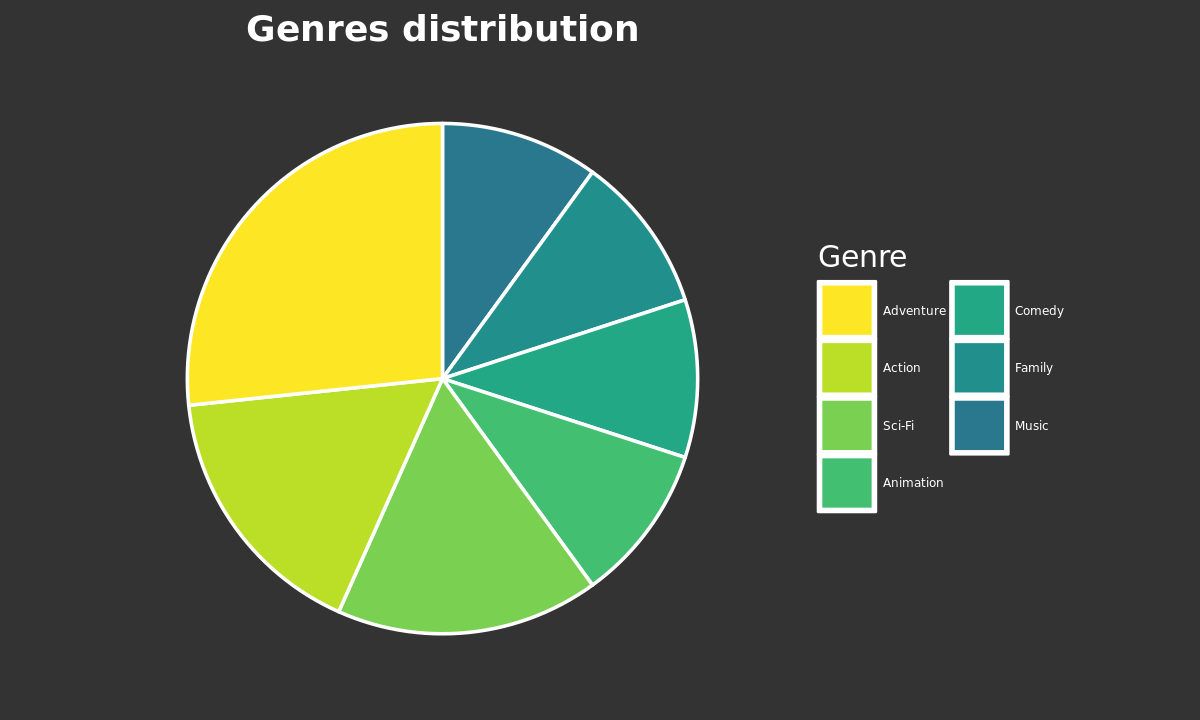 Genres distribution
Genre
Adventure
Action
Sci-Fi
Animation
Comedy
Family
Music